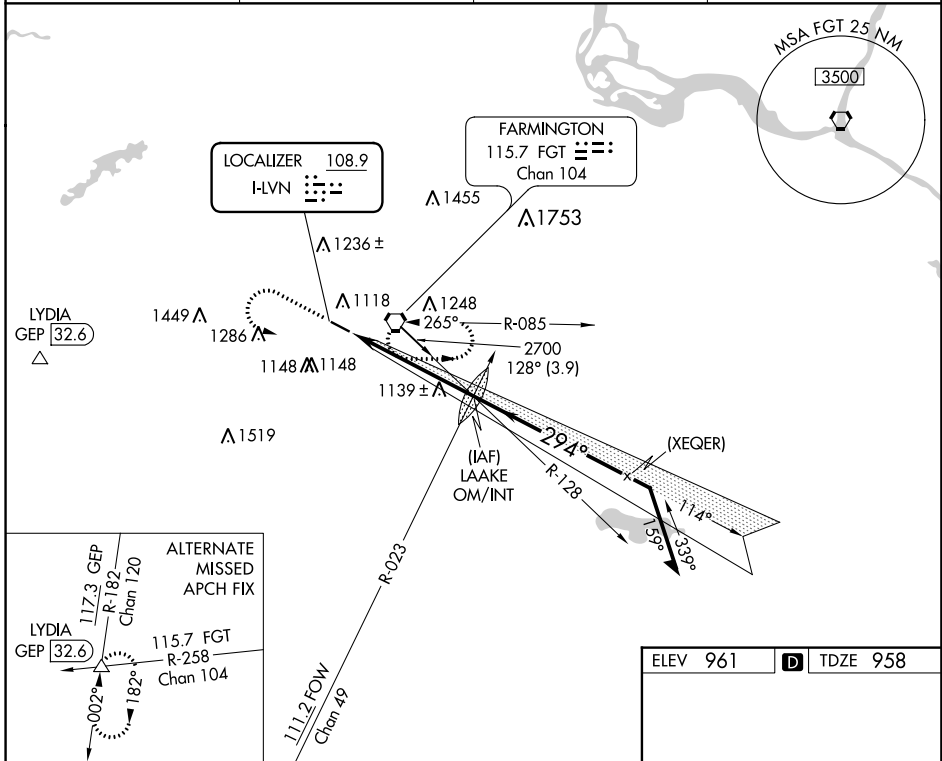 MSA FGT 25 NM
3500
FARMINGTON
115.7 FGT
Chan 104
LOCALIZER 108.9
I-LVN
1455
1753
1236 ±
1118
1248
265°
R-085
2700
128° (3.9)
LYDIA
GEP 32.6
1449
1286
1148
1148
1139 ±
1519
(IAF)
LAAKE
OM/INT
294°
R-128
(XEQER)
114°
159°
339°
R-023
111.2 FOW
Chan 49
ALTERNATE
MISSED
APCH FIX
117.3 GEP
R-182
Chan 120
LYDIA
GEP 32.6
115.7 FGT
R-258
Chan 104
002°
182°
ELEV 961 D TDZE 958